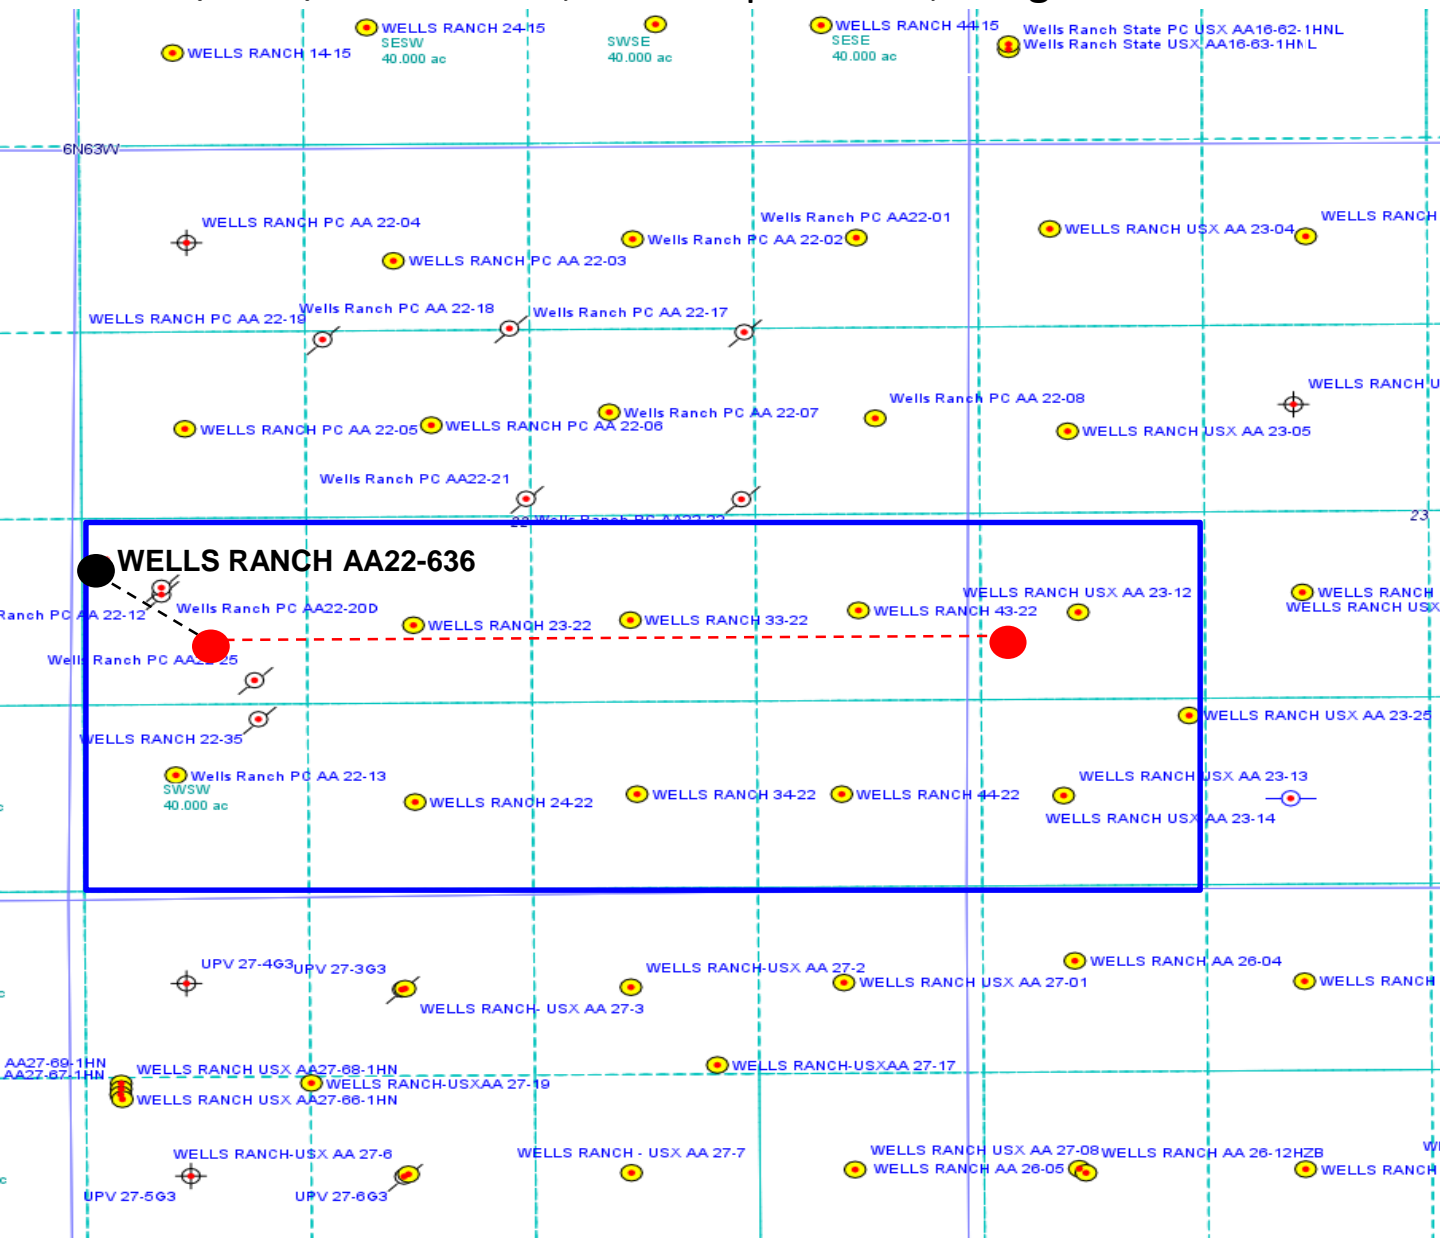 WELLS RANCH 24-15
WELLS RANCH 44-15
Wells Ranch State PC USX AA16-62-1HNL
SESW
SWSE
SESE
Wells Ranch State USX AA16-63-1HNL
WELLS RANCH 14-15
40.000 ac
40.000 ac
40.000 ac
6N63W
WELLS RANCH PC AA 22-04
Wells Ranch PC AA22-01
WELLS RANCH
WELLS RANCH USX AA 23-04
Wells Ranch PC AA 22-02
WELLS RANCH PC AA 22-03
Wells Ranch PC AA 22-18
Wells Ranch PC AA 22-17
WELLS RANCH PC AA 22-19
WELLS RANCH U
Wells Ranch PC AA 22-08
Wells Ranch PC AA 22-07
WELLS RANCH PC AA 22-05
WELLS RANCH PC AA 22-06
WELLS RANCH USX AA 23-05
Wells Ranch PC AA22-21
22
23
WELLS RANCH AA22-636
WELLS RANCH USX AA 23-12
WELLS RANCH
Ranch PC AA 22-12
Wells Ranch PC AA22-20D
WELLS RANCH 43-22
WELLS RANCH USX
WELLS RANCH 23-22
WELLS RANCH 33-22
Wells Ranch PC AA22-25
WELLS RANCH USX AA 23-25
WELLS RANCH 22-35
Wells Ranch PC AA 22-13
WELLS RANCH USX AA 23-13
SWSW
40.000 ac
WELLS RANCH 24-22
WELLS RANCH 34-22
WELLS RANCH 44-22
c
WELLS RANCH USX AA 23-14
UPV 27-4G3
UPV 27-3G3
WELLS RANCH-USX AA 27-2
WELLS RANCH AA 26-04
WELLS RANCH USX AA 27-01
WELLS RANCH
c
WELLS RANCH- USX AA 27-3
AA27-69-1HN
WELLS RANCH USX AA27-68-1HN
WELLS RANCH-USXAA 27-17
AA27-67-1HN
WELLS RANCH-USXAA 27-19
WELLS RANCH USX AA27-66-1HN
WELLS RANCH-USX AA 27-6
WELLS RANCH - USX AA 27-7
WELLS RANCH USX AA 27-08
WELLS RANCH AA 26-12HZB
WELLS RANCH AA 26-05
WELLS RANCH
c
UPV 27-5G3
UPV 27-6G3